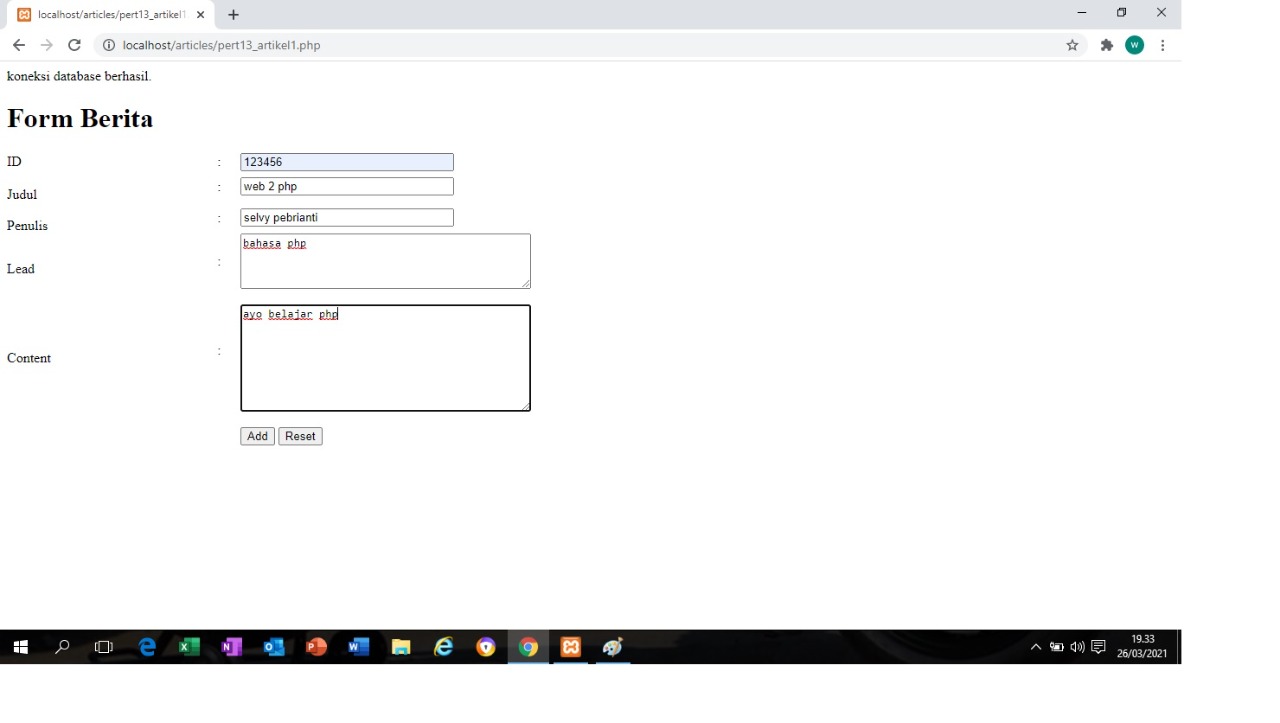 localhost/articles/pert13_artikel1
localhost/articles/pert13_artikel1.php
W
koneksi database berhasil.
Form Berita
ID : 123456
Judul : web 2 php
Penulis : selvy pebrianti
Lead : bahasa php
Content : ayo belajar php
Add Reset
19.33
26/03/2021